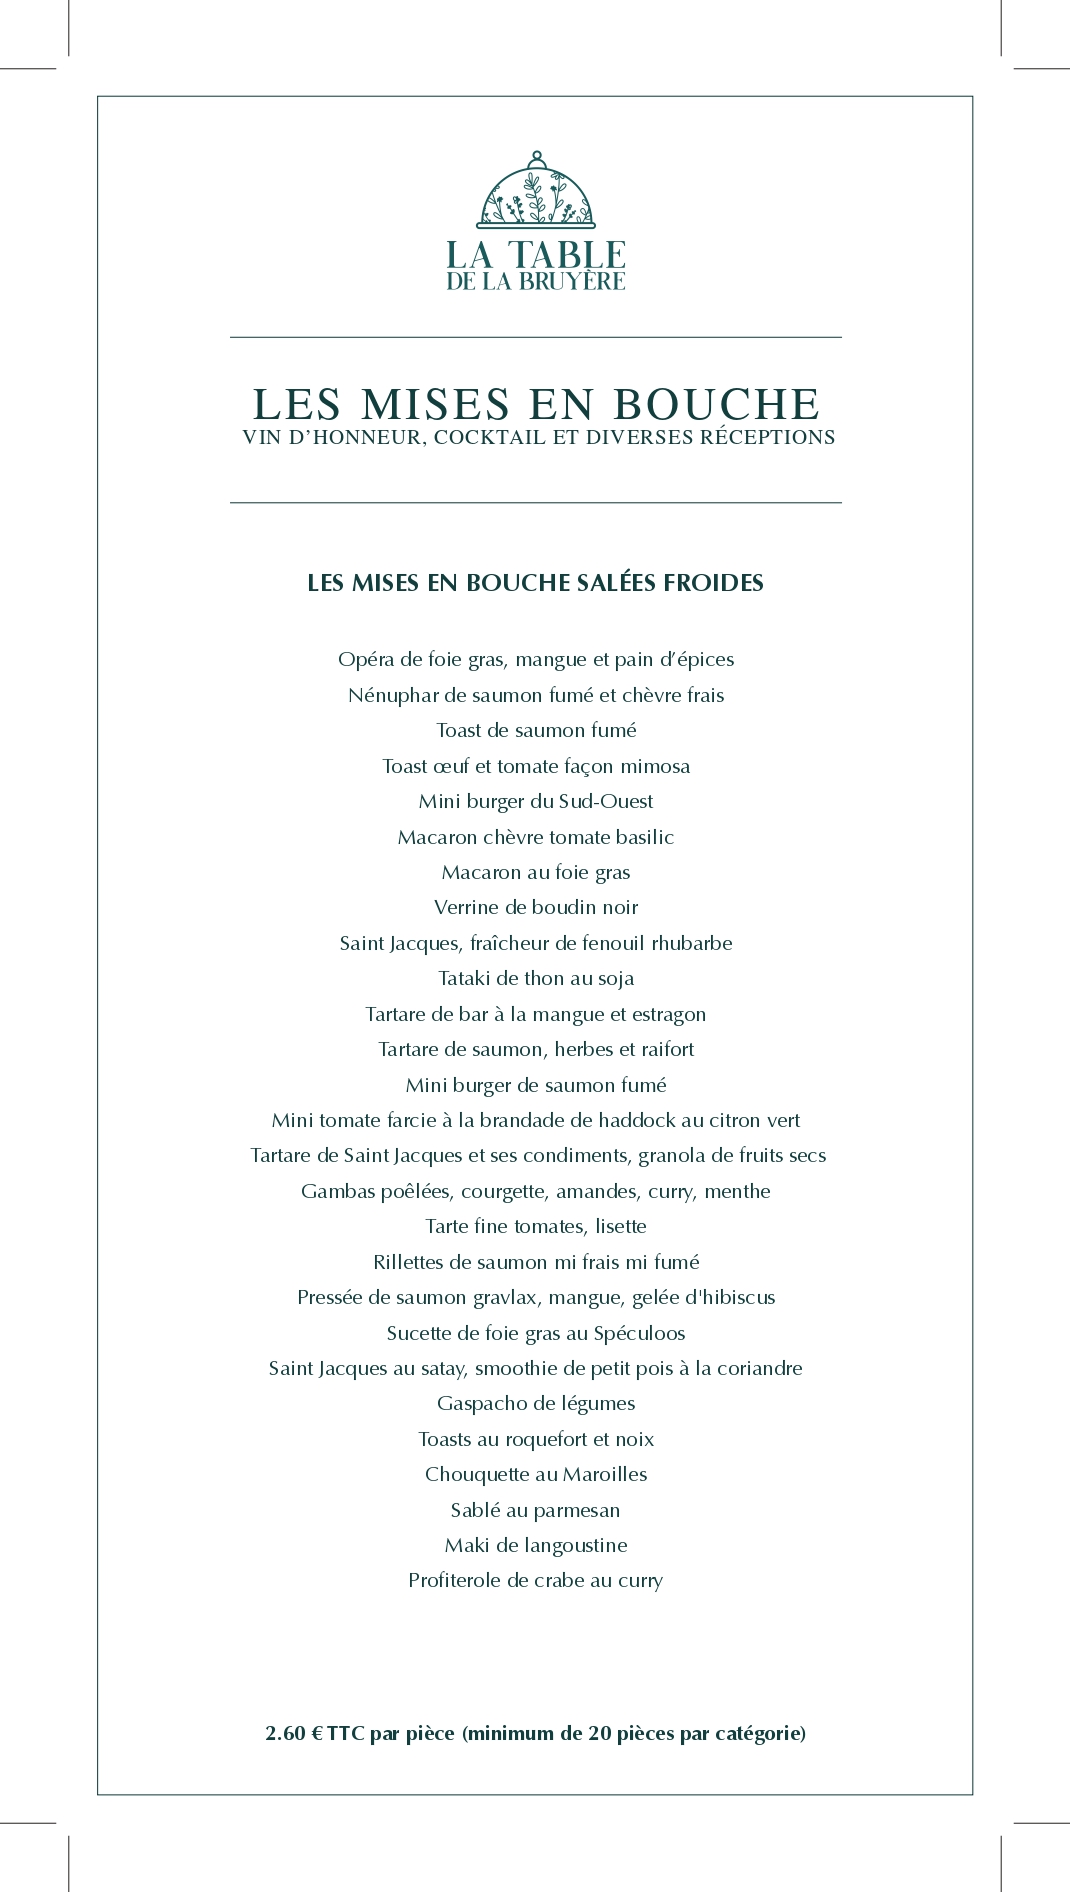 LA TABLE
DE LA BRUYÈRE
LES MISES EN BOUCHE
VIN D’HONNEUR, COCKTAIL ET DIVERSES RÉCEPTIONS
LES MISES EN BOUCHE SALÉES FROIDES
Opéra de foie gras, mangue et pain d’épices
Nénuphar de saumon fumé et chèvre frais
Toast de saumon fumé
Toast œuf et tomate façon mimosa
Mini burger du Sud-Ouest
Macaron chèvre tomate basilic
Macaron au foie gras
Verrine de boudin noir
Saint Jacques, fraîcheur de fenouil rhubarbe
Tataki de thon au soja
Tartare de bar à la mangue et estragon
Tartare de saumon, herbes et raifort
Mini burger de saumon fumé
Mini tomate farcie à la brandade de haddock au citron vert
Tartare de Saint Jacques et ses condiments, granola de fruits secs
Gambas poêlées, courgette, amandes, curry, menthe
Tarte fine tomates, lisette
Rillettes de saumon mi frais mi fumé
Pressée de saumon gravlax, mangue, gelée d'hibiscus
Sucette de foie gras au Spéculoos
Saint Jacques au satay, smoothie de petit pois à la coriandre
Gaspacho de légumes
Toasts au roquefort et noix
Chouquette au Maroilles
Sablé au parmesan
Maki de langoustine
Profiterole de crabe au curry
2.60 € TTC par pièce (minimum de 20 pièces par catégorie)